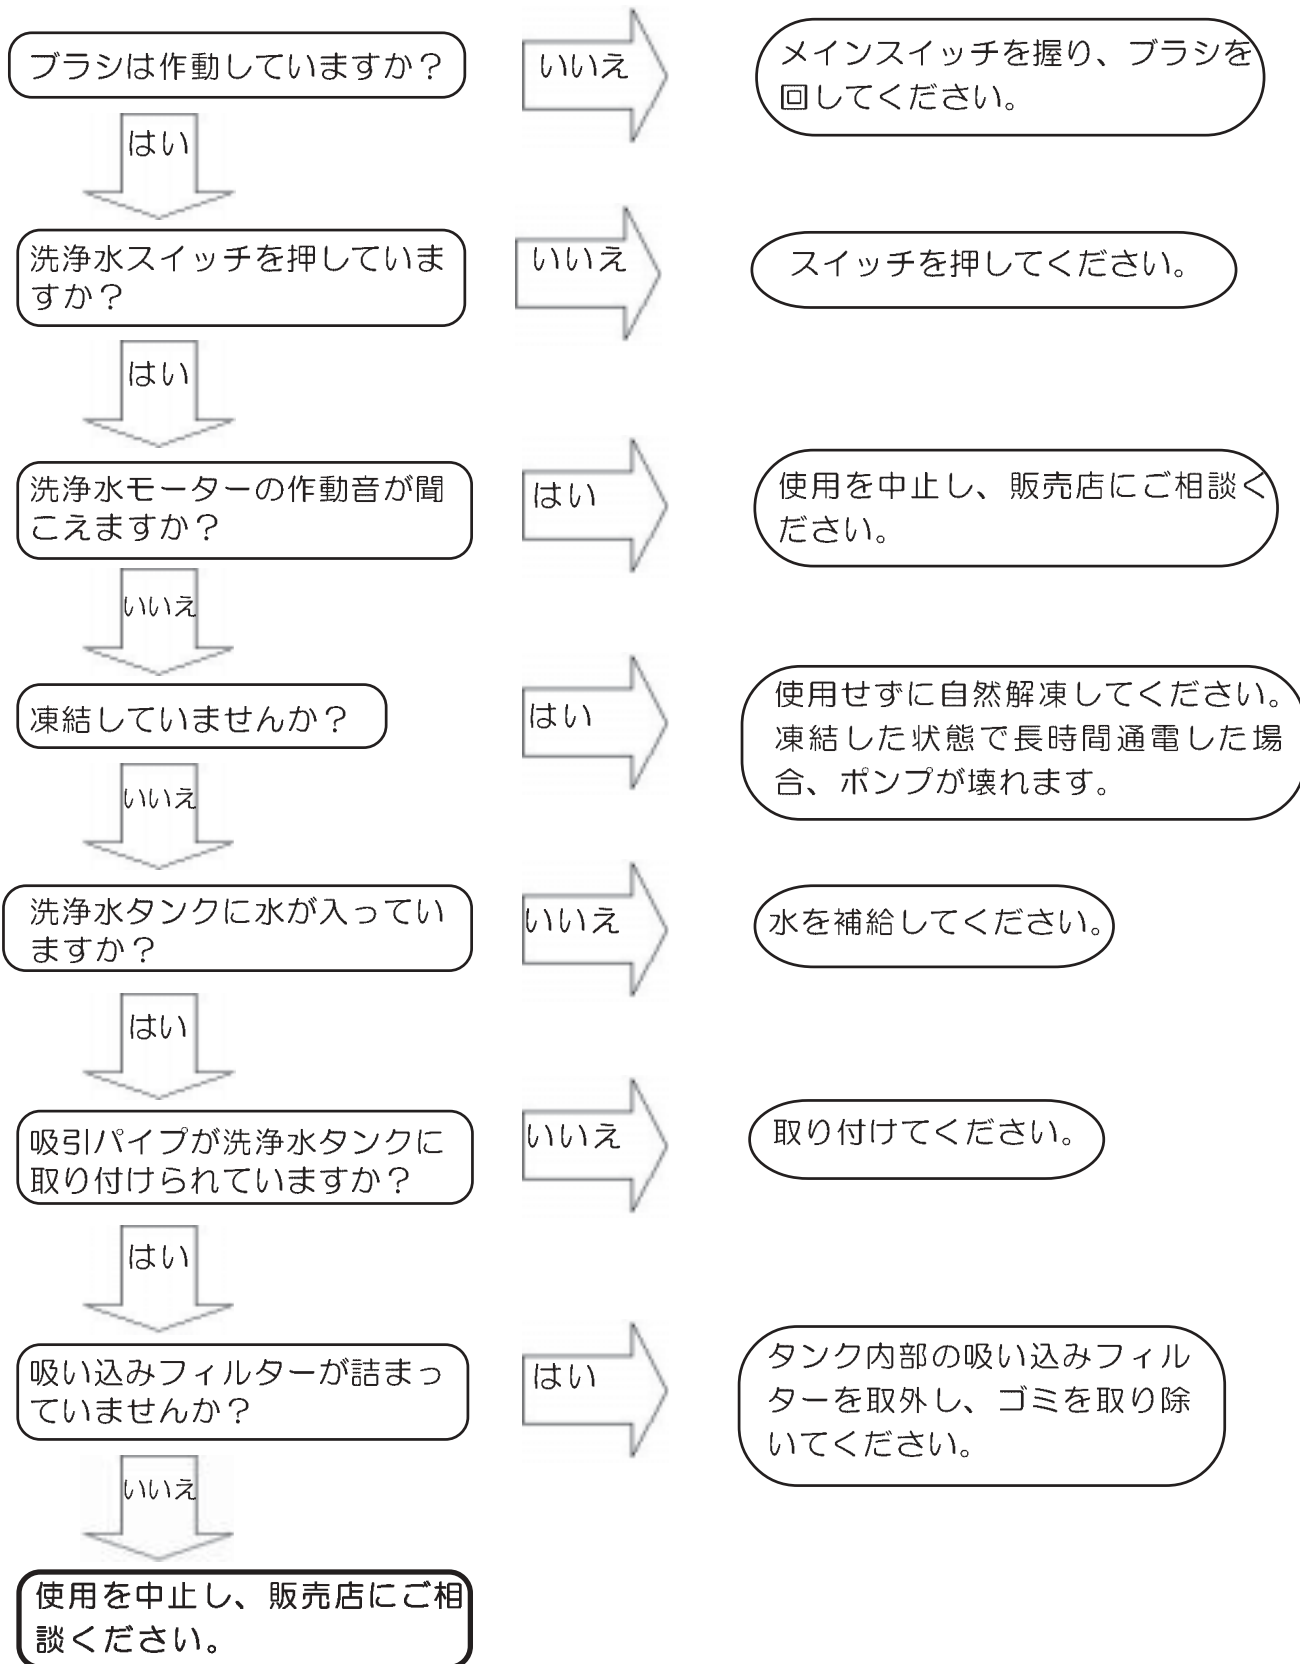 ブラシは作動していますか？
いいえ
メインスイッチを握り、ブラシを
回してください。
はい
洗浄水スイッチを押していま
すか？
いいえ
スイッチを押してください。
はい
洗浄水モーターの作動音が聞
こえますか？
はい
使用を中止し、販売店にご相談く
ださい。
いいえ
凍結していませんか？
はい
使用せずに自然解凍してください。
凍結した状態で長時間通電した場
合、ポンプが壊れます。
いいえ
洗浄水タンクに水が入ってい
ますか？
いいえ
水を補給してください。
はい
吸引パイプが洗浄水タンクに
取り付けられていますか？
いいえ
取り付けてください。
はい
吸い込みフィルターが詰まっ
ていませんか？
はい
タンク内部の吸い込みフィル
ターを取外し、ゴミを取り除
いてください。
いいえ
使用を中止し、販売店にご相
談ください。